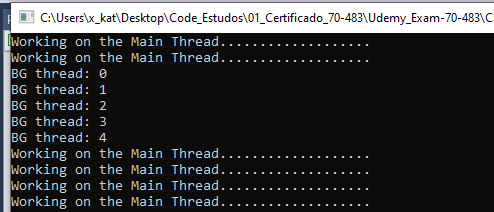 C:\Users\x_kat\Desktop\Code_Estudos\01_Certificado_70-483\Udemy_Exam-70-483\C
Working on the Main Thread...................
Working on the Main Thread...................
BG thread: 0
BG thread: 1
BG thread: 2
BG thread: 3
BG thread: 4
Working on the Main Thread...................
Working on the Main Thread...................
Working on the Main Thread...................
Working on the Main Thread...................